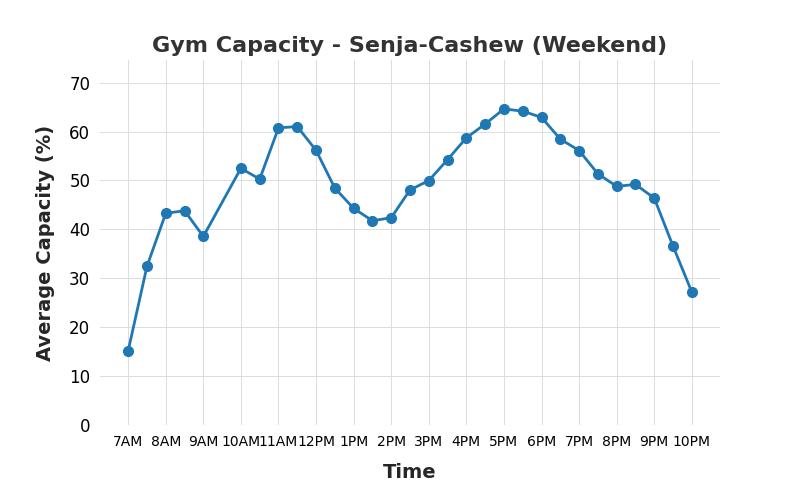 Gym Capacity - Senja-Cashew (Weekend)
Average Capacity (%)
70
60
50
40
30
20
10
0
7AM 8AM 9AM 10AM 11AM 12PM 1PM 2PM 3PM 4PM 5PM 6PM 7PM 8PM 9PM 10PM
Time